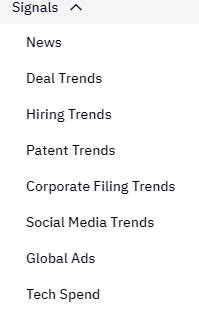 Signals
News
Deal Trends
Hiring Trends
Patent Trends
Corporate Filing Trends
Social Media Trends
Global Ads
Tech Spend